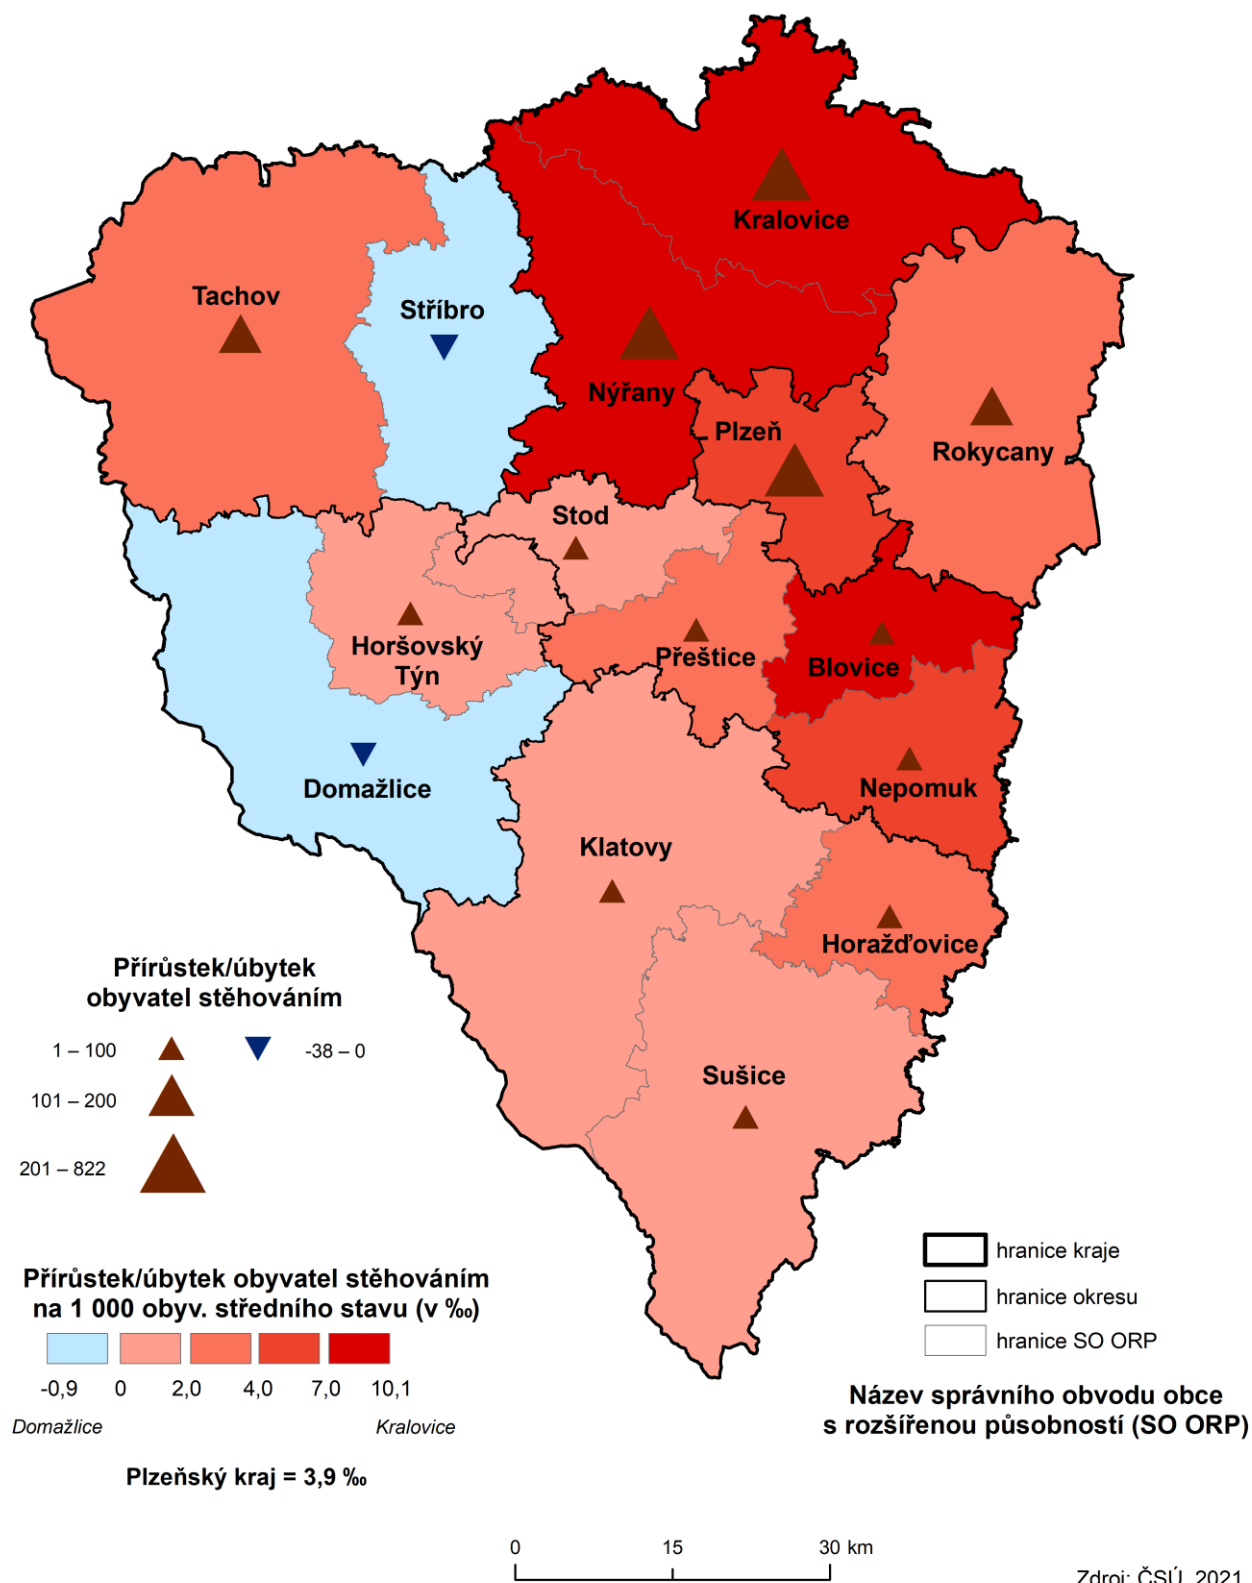 Kralovice
Tachov
Stříbro
Nýřany
Plzeň
Rokycany
Stod
Horšovský
Týn
Přeštice
Blovice
Domažlice
Nepomuk
Klatovy
Horažďovice
Sušice
Přírůstek/úbytek
obyvatel stěhováním
1 – 100
-38 – 0
101 – 200
201 – 822
Přírůstek/úbytek obyvatel stěhováním
na 1 000 obyv. středního stavu (v ‰)
-0,9 0 2,0 4,0 7,0 10,1
Domažlice Kralovice
Plzeňský kraj = 3,9 ‰
hranice kraje
hranice okresu
hranice SO ORP
Název správního obvodu obce
s rozšířenou působností (SO ORP)
0 15 30 km
Zdroj: ČSÚ, 2021